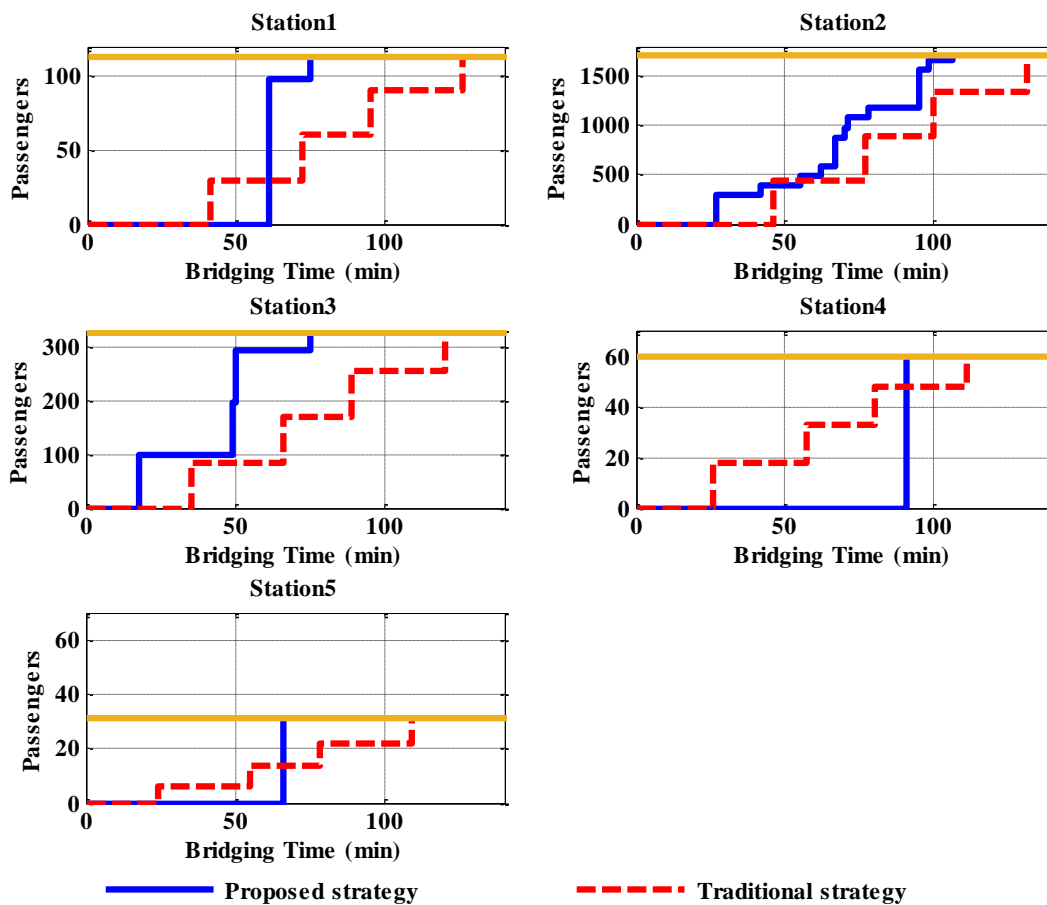 Station1
Station2
100
50
0
Passengers
0 50 100
Bridging Time (min)
1500
1000
500
0
Passengers
0 50 100
Bridging Time (min)
Station3
Station4
300
200
100
0
Passengers
0 50 100
Bridging Time (min)
60
40
20
0
Passengers
0 50 100
Bridging Time (min)
Station5
60
40
20
0
Passengers
0 50 100
Bridging Time (min)
Proposed strategy
Traditional strategy